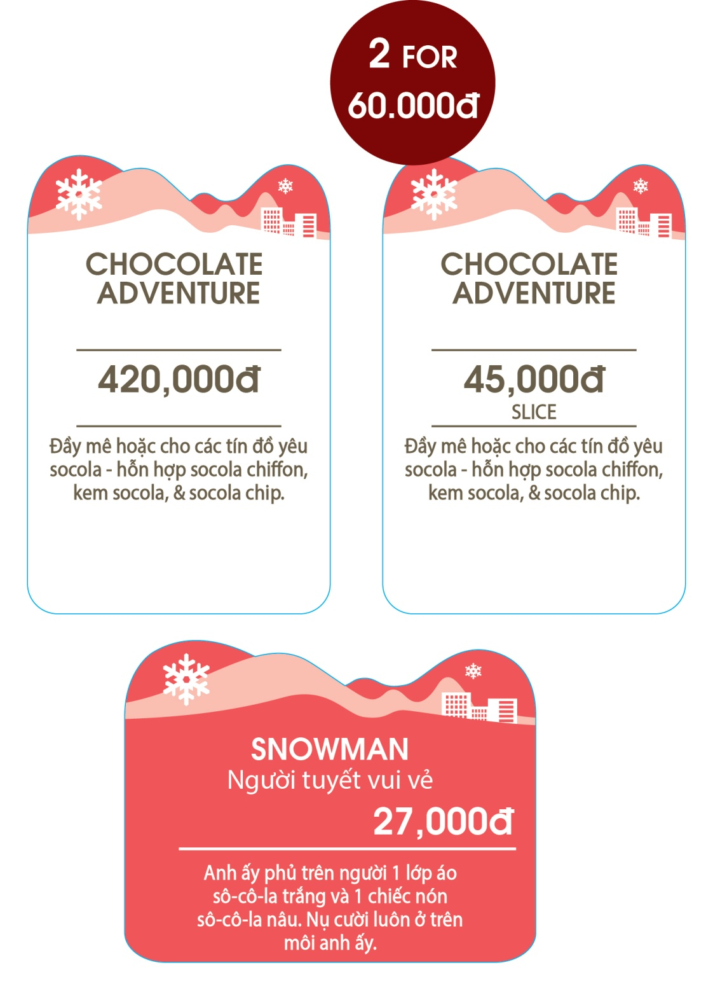 2 FOR
60.000đ
CHOCOLATE
ADVENTURE
420,000đ
Đầy mê hoặc cho các tín đồ yêu
socola - hỗn hợp socola chiffon,
kem socola, & socola chip.
CHOCOLATE
ADVENTURE
45,000đ
SLICE
Đầy mê hoặc cho các tín đồ yêu
socola - hỗn hợp socola chiffon,
kem socola, & socola chip.
SNOWMAN
Người tuyết vui vẻ
27,000đ
Anh ấy phủ trên người 1 lớp áo
sô-cô-la trắng và 1 chiếc nón
sô-cô-la nâu. Nụ cười luôn ở trên
môi anh ấy.